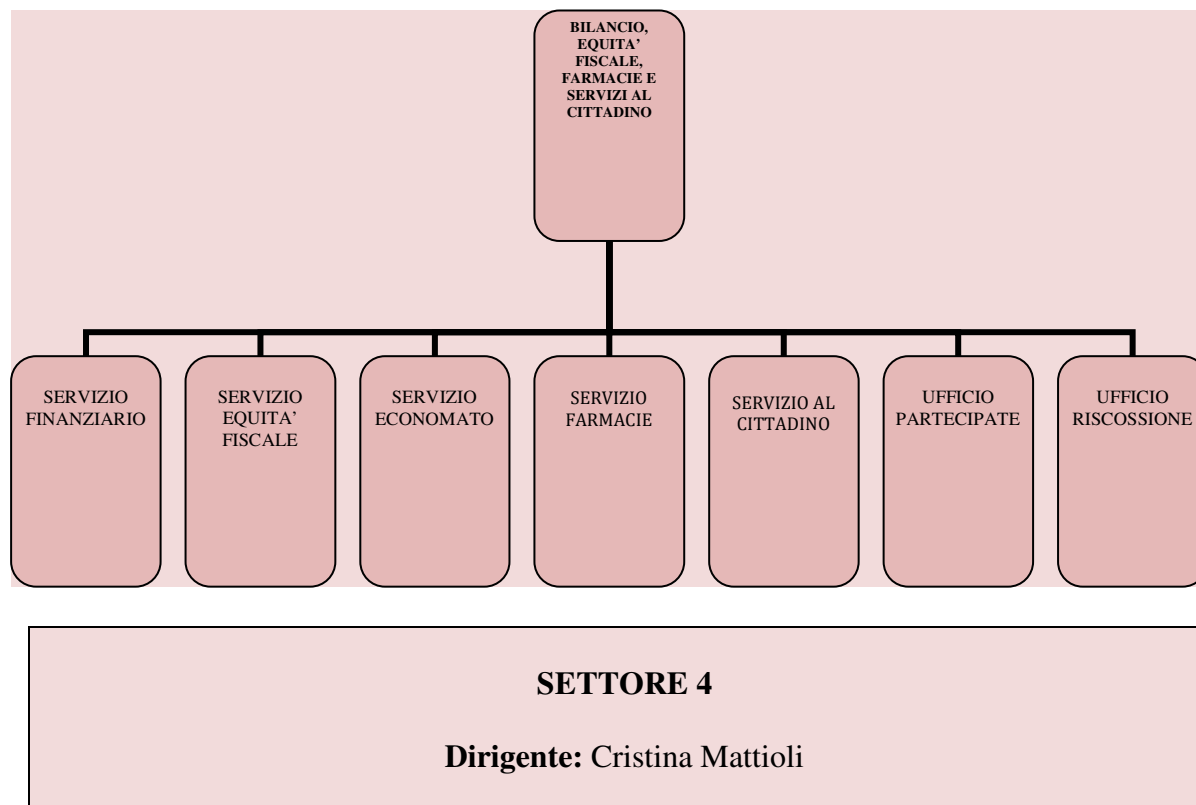 BILANCIO,
EQUITA’
FISCALE,
FARMACIE E
SERVIZI AL
CITTADINO
SERVIZIO
FINANZIARIO
SERVIZIO
EQUITA’
FISCALE
SERVIZIO
ECONOMATO
SERVIZIO
FARMACIE
SERVIZIO AL
CITTADINO
UFFICIO
PARTECIPATE
UFFICIO
RISCOSSIONE
SETTORE 4
Dirigente: Cristina Mattioli